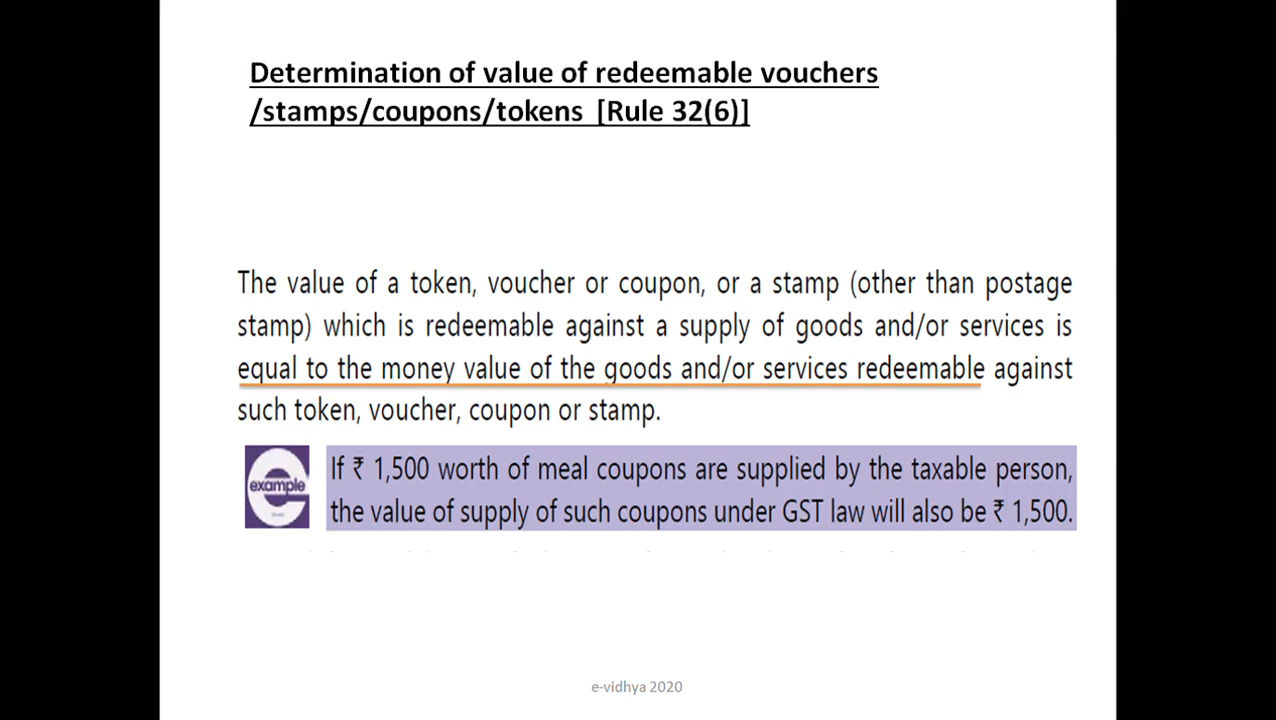 Determination of value of redeemable vouchers
/stamps/coupons/tokens [Rule 32(6)]
The value of a token, voucher or coupon, or a stamp (other than postage
stamp) which is redeemable against a supply of goods and/or services is
equal to the money value of the goods and/or services redeemable against
such token, voucher, coupon or stamp.
example
If ₹ 1,500 worth of meal coupons are supplied by the taxable person,
the value of supply of such coupons under GST law will also be ₹ 1,500.
e-vidhya 2020